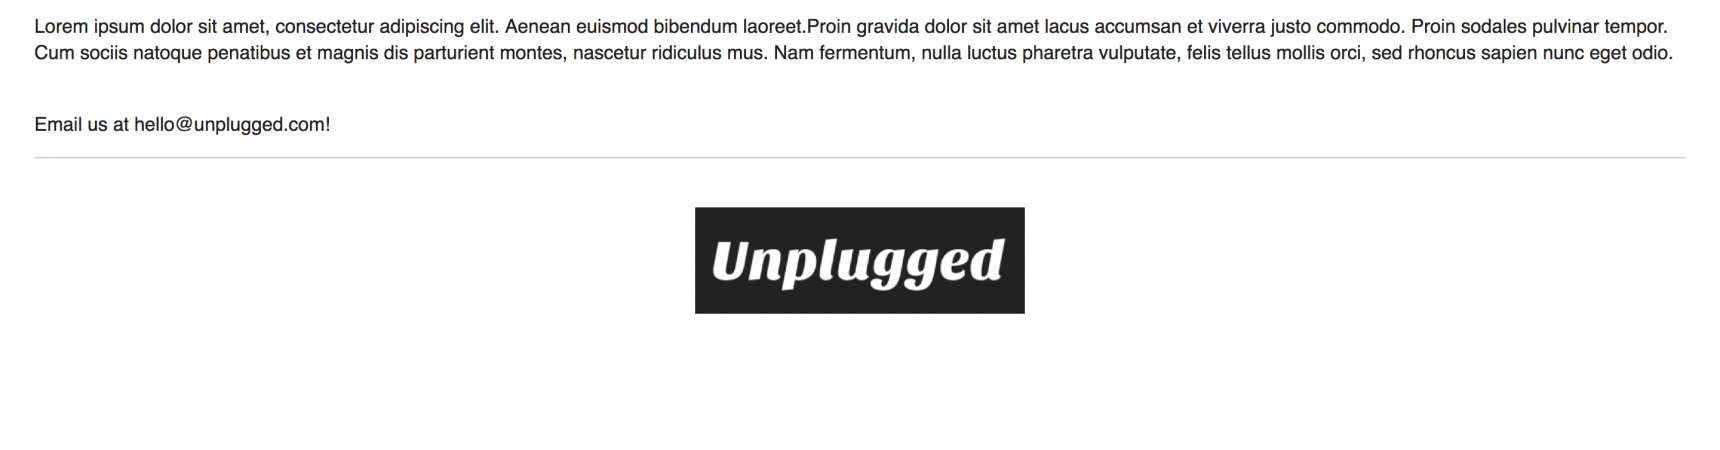 Lorem ipsum dolor sit amet, consectetur adipiscing elit. Aenean euismod bibendum laoreet.Proin gravida dolor sit amet lacus accumsan et viverra justo commodo. Proin sodales pulvinar tempor.
Cum sociis natoque penatibus et magnis dis parturient montes, nascetur ridiculus mus. Nam fermentum, nulla luctus pharetra vulputate, felis tellus mollis orci, sed rhoncus sapien nunc eget odio.
Email us at hello@unplugged.com!
Unplugged